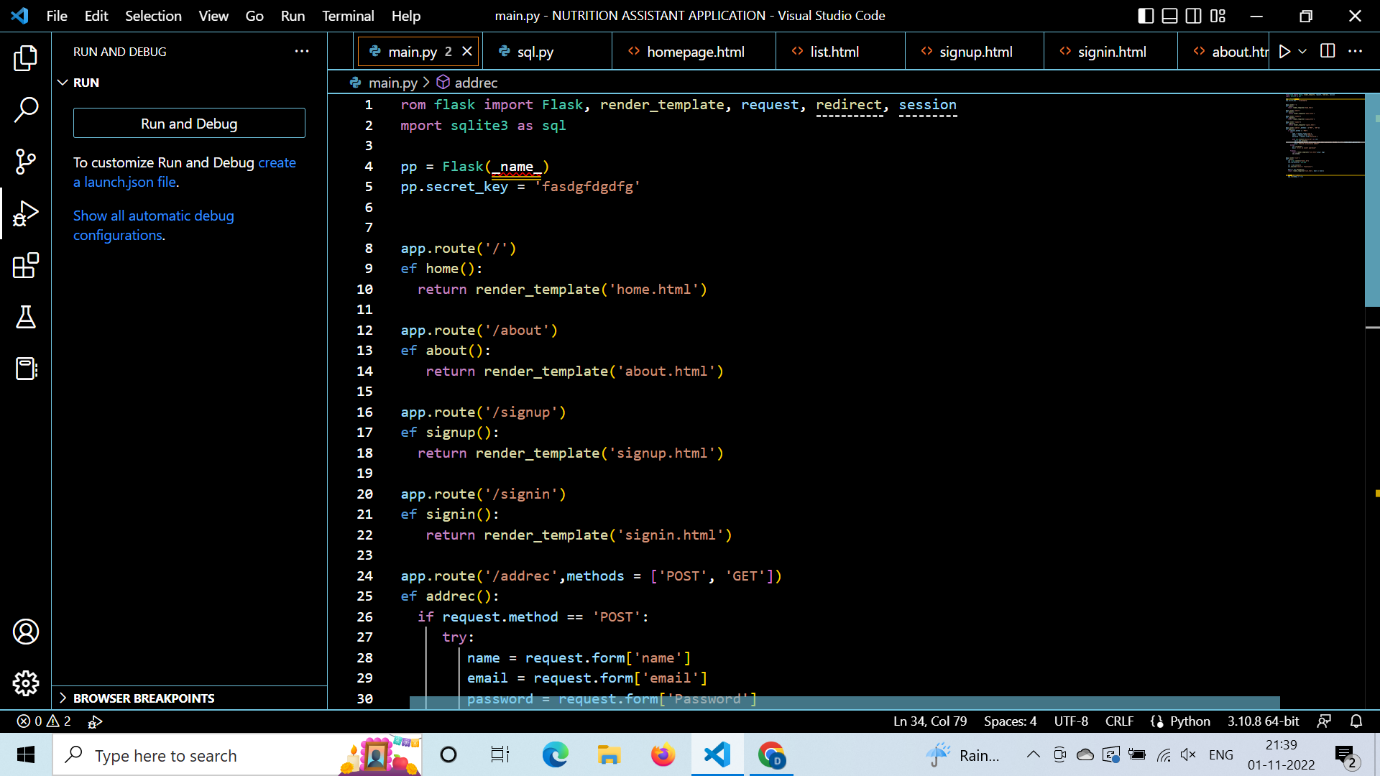 File Edit Selection View Go Run Terminal Help main.py - NUTRITION ASSISTANT APPLICATION - Visual Studio Code
RUN AND DEBUG
main.py 2 sql.py homepage.html list.html signup.html signin.html about.htr
RUN
main.py > addrec
Run and Debug
To customize Run and Debug create
a launch.json file.
Show all automatic debug
configurations.
1 rom flask import Flask, render_template, request, redirect, session
2 mport sqlite3 as sql
3
4 pp = Flask(_name_)
5 pp.secret_key = 'fasdgfdgdfg'
6
7
8 app.route('/')
9 ef home():
10 return render_template('home.html')
11
12 app.route('/about')
13 ef about():
14 return render_template('about.html')
15
16 app.route('/signup')
17 ef signup():
18 return render_template('signup.html')
19
20 app.route('/signin')
21 ef signin():
22 return render_template('signin.html')
23
24 app.route('/addrec',methods = ['POST', 'GET'])
25 ef addrec():
26 if request.method == 'POST':
27 try:
28 name = request.form['name']
29 email = request.form['email']
30 password = request.form['Password']
BROWSER BREAKPOINTS
0 2 Ln 34, Col 79 Spaces: 4 UTF-8 CRLF Python 3.10.8 64-bit
Type here to search Rain... ENG 21:39
01-11-2022 2